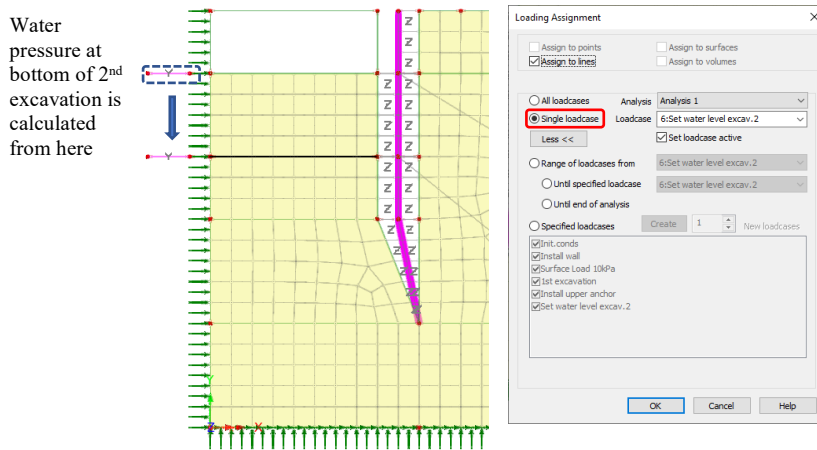 Water
pressure at
bottom of 2nd
excavation is
calculated
from here
Y
Y
Z
Z Z
Z Z
Z Z
Z Z
Z Z
Z Z
Z Z
Z Z
Z Z
Z Z
Z
Z
Y
Z X
Loading Assignment
Assign to points Assign to surfaces
Assign to lines Assign to volumes
All loadcases Analysis Analysis 1
Single loadcase Loadcase 6:Set water level excav.2
Less << Set loadcase active
Range of loadcases from 6:Set water level excav.2
Until specified loadcase 6:Set water level excav.2
Until end of analysis
Specified loadcases Create 1 New loadcases
Init.conds
Install wall
Surface Load 10kPa
1st excavation
Install upper anchor
Set water level excav.2
OK Cancel Help